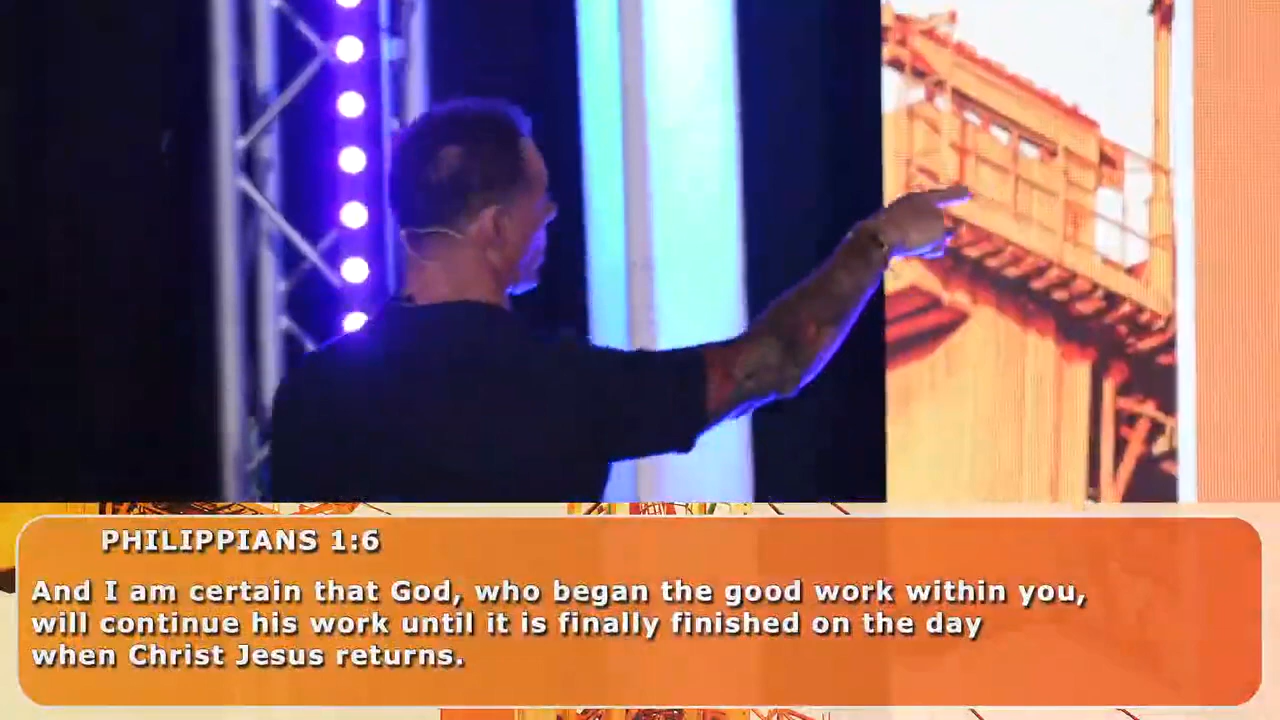 PHILIPPIANS 1:6
And I am certain that God, who began the good work within you,
will continue his work until it is finally finished on the day
when Christ Jesus returns.